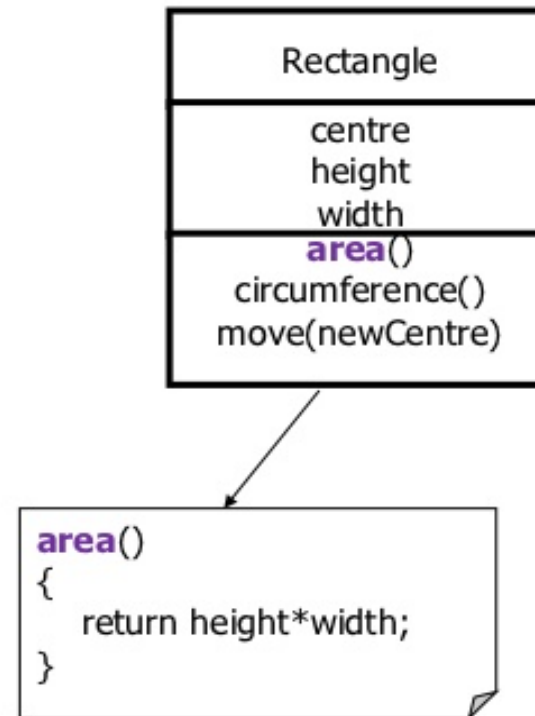 Rectangle
centre
height
width
area()
circumference()
move(newCentre)
area()
{
return height*width;
}